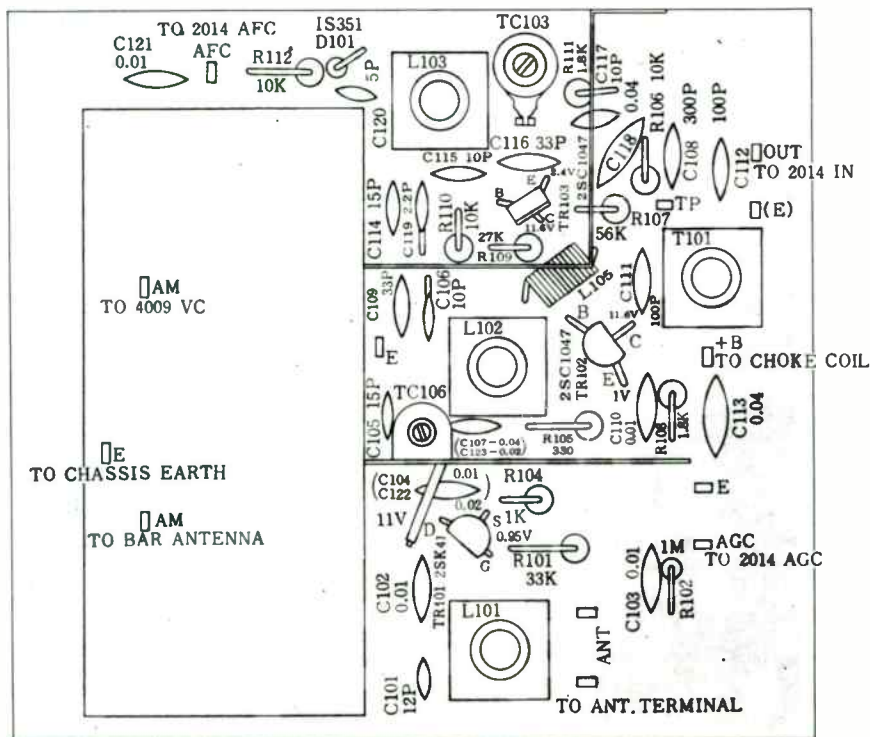 TO 2014 AFC
C121
0.01
AFC
R112
10K
IS351
D101
5P
C120
L103
TC103
R111
1.8K
C117
10P
0.04
C118
R106 10K
300P
C108
100P
C112
OUT
TO 2014 IN
(E)
C116 33P
C115 10P
C114 15P
C119 2.2P
R110
10K
27K
R109
B
E
C
11.6V
TR103
2SC1047
R107
56K
TP
T101
L105
C111
100P
AM
TO 4009 VC
C109
33P
C106
10P
E
L102
B
11.6V
C
E
1V
2SC1047
TR102
+B
TO CHOKE COIL
C105 15P
TC106
(C107-0.04)
(C123-0.02)
R105
330
C110
0.01
R108
1.8K
C113
0.04
E
TO CHASSIS EARTH
AM
TO BAR ANTENNA
(C104
C122
0.01
0.02
)
11V
D
S
G
0.95V
R104
1K
TR101 2SK41
R101
33K
E
AGC
TO 2014 AGC
1M
R102
C103 0.01
C102
0.01
L101
C101
12P
ANT
TO ANT. TERMINAL